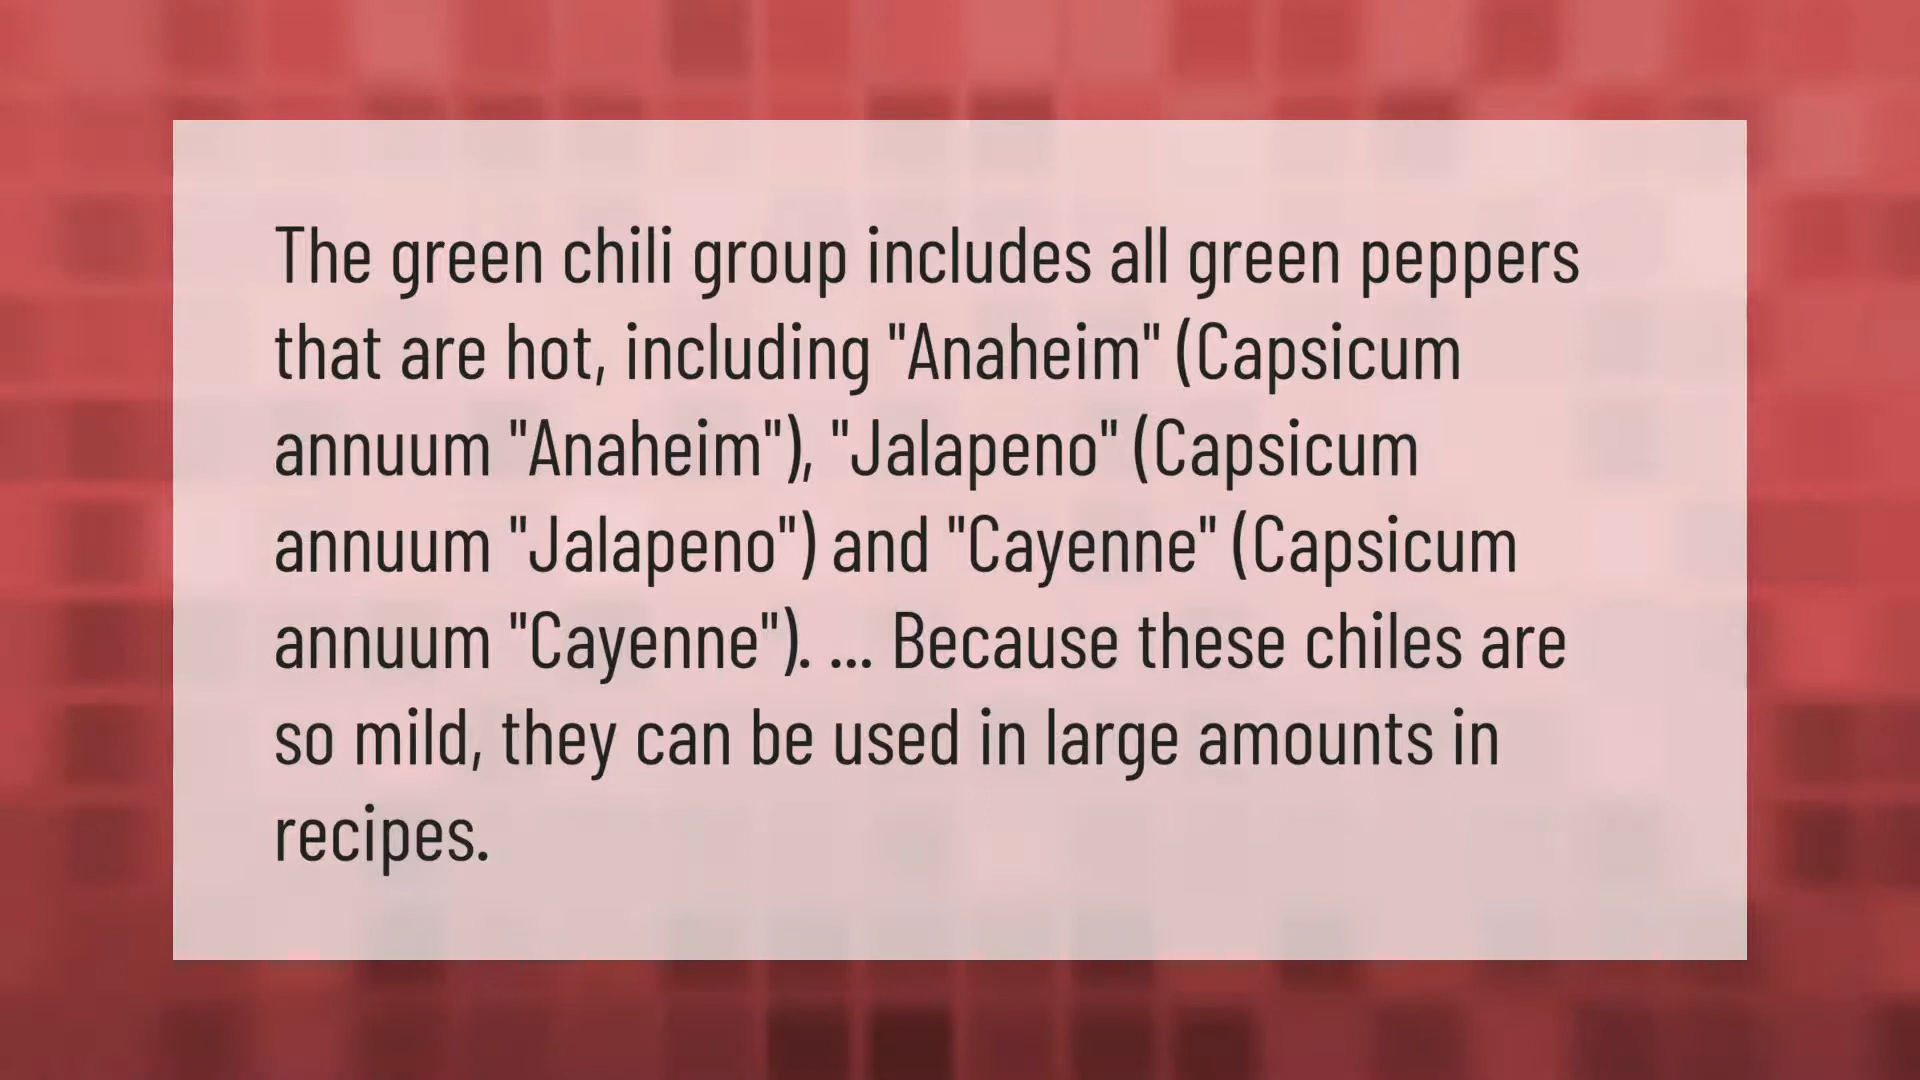 The green chili group includes all green peppers
that are hot, including "Anaheim" (Capsicum
annuum "Anaheim"), "Jalapeno" (Capsicum
annuum "Jalapeno") and "Cayenne" (Capsicum
annuum "Cayenne"). ... Because these chiles are
so mild, they can be used in large amounts in
recipes.